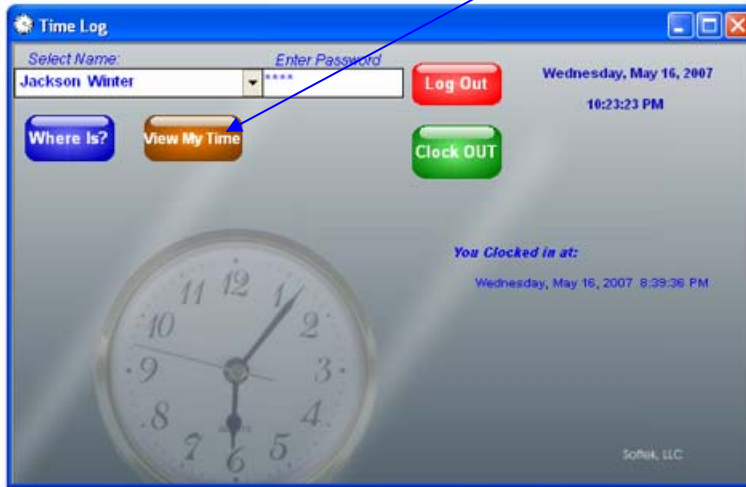 Time Log
Select Name:
Enter Password
Jackson Winter
****
Log Out
Wednesday, May 16, 2007
10:23:23 PM
Where Is?
View My Time
Clock OUT
You Clocked in at:
Wednesday, May 16, 2007 8:39:36 PM
12
11
1
10
2
9
3
8
4
7
6
5
Softek, LLC